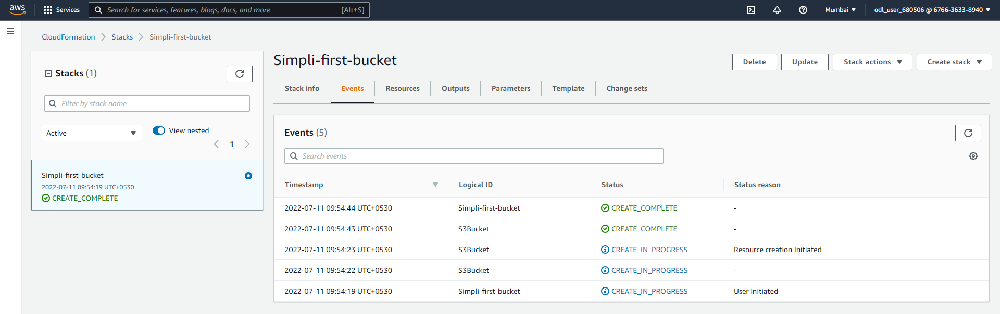 aws Services Search for services, features, blogs, docs, and more [Alt+S] Mumbai odl_user_680506 @ 6766-3633-8940
CloudFormation Stacks Simpli-first-bucket
Stacks (1)
Filter by stack name
Active View nested
1
Simpli-first-bucket
2022-07-11 09:54:19 UTC+0530
CREATE_COMPLETE
Simpli-first-bucket
Delete Update Stack actions Create stack
Stack info Events Resources Outputs Parameters Template Change sets
Events (5)
Search events
Timestamp Logical ID Status Status reason
2022-07-11 09:54:44 UTC+0530 Simpli-first-bucket CREATE_COMPLETE -
2022-07-11 09:54:43 UTC+0530 S3Bucket CREATE_COMPLETE -
2022-07-11 09:54:23 UTC+0530 S3Bucket CREATE_IN_PROGRESS Resource creation Initiated
2022-07-11 09:54:22 UTC+0530 S3Bucket CREATE_IN_PROGRESS -
2022-07-11 09:54:19 UTC+0530 Simpli-first-bucket CREATE_IN_PROGRESS User Initiated